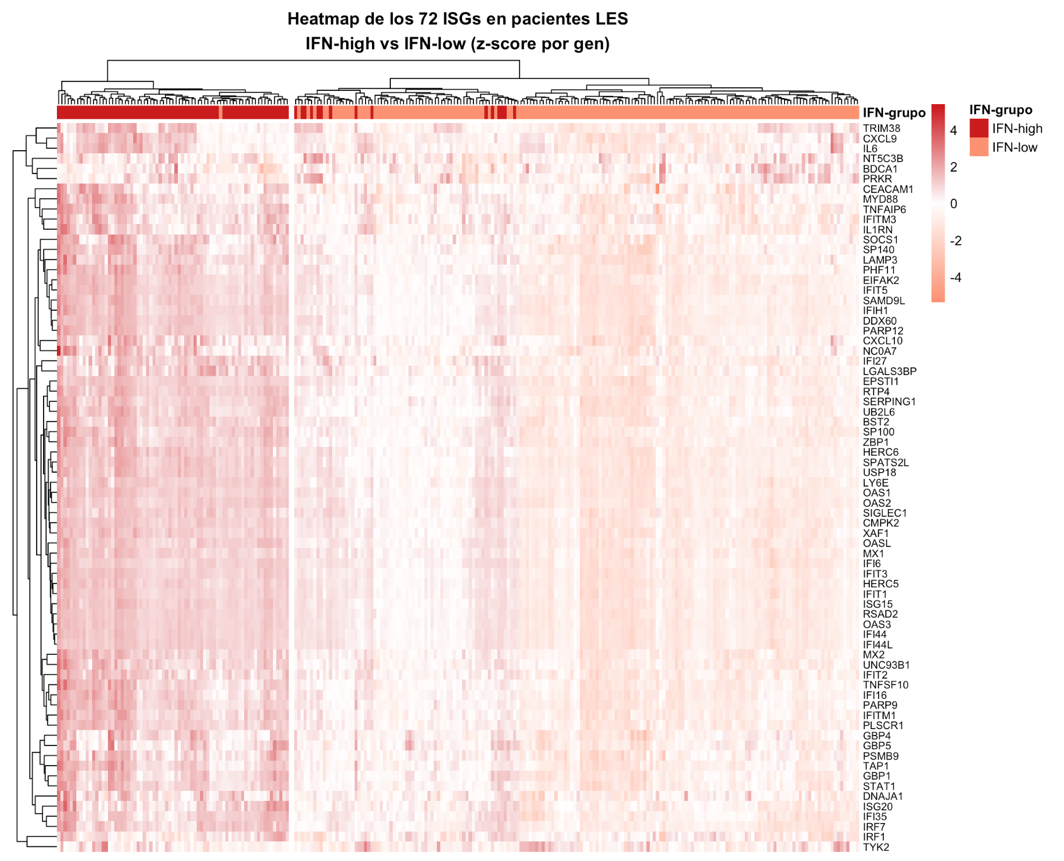 Heatmap de los 72 ISGs en pacientes LES
IFN-high vs IFN-low (z-score por gen)
IFN-grupo
4
2
0
-2
-4
IFN-grupo
IFN-high
IFN-low
TRIM38
CXCL9
IL6
NT5C3B
BDCA1
PRKR
CEACAM1
MYD88
TNFAIP6
IFITM3
IL1RN
SOCS1
SP140
LAMP3
PHF11
EIFAK2
IFIT5
SAMD9L
IFIH1
DDX60
PARP12
CXCL10
NC0A7
IFI27
LGALS3BP
EPSTI1
RTP4
SERPING1
UB2L6
BST2
SP100
ZBP1
HERC6
SPATS2L
USP18
LY6E
OAS1
OAS2
SIGLEC1
CMPK2
XAF1
OASL
MX1
IFI6
IFIT3
HERC5
IFIT1
ISG15
RSAD2
OAS3
IFI44
IFI44L
MX2
UNC93B1
IFIT2
TNFSF10
IFI16
PARP9
IFITM1
PLSCR1
GBP4
GBP5
PSMB9
TAP1
GBP1
STAT1
DNAJA1
ISG20
IFI35
IRF7
IRF1
TYK2